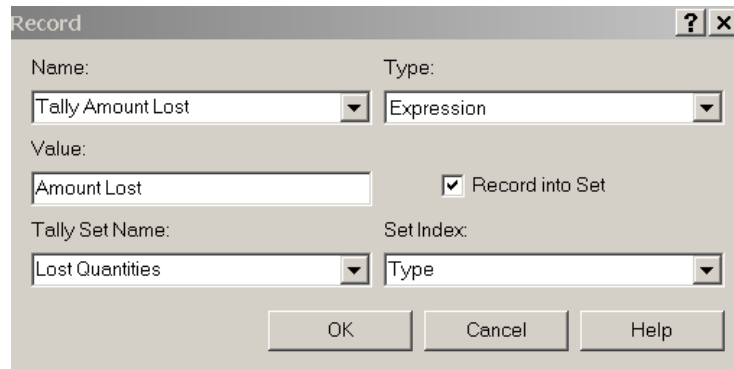 Record ? ×
Name: Type:
Tally Amount Lost Expression
Value:
Amount Lost Record into Set
Tally Set Name: Set Index:
Lost Quantities Type
OK Cancel Help